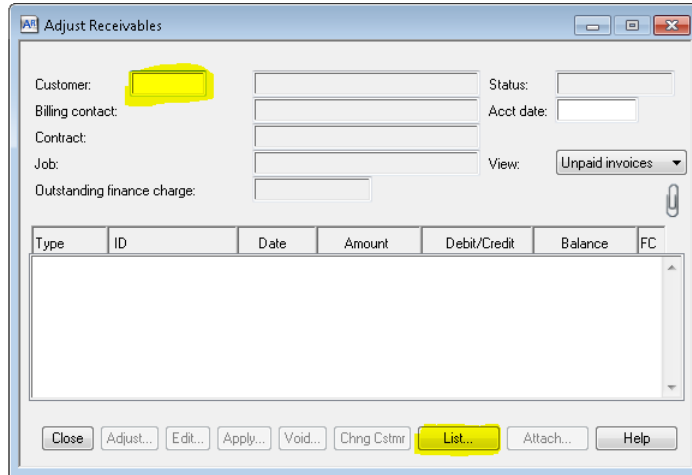 AR Adjust Receivables
Customer: Status:
Billing contact: Acct date:
Contract:
Job: View: Unpaid invoices
Outstanding finance charge:
Type ID Date Amount Debit/Credit Balance FC
Close Adjust... Edit... Apply... Void... Chng Cstmr List... Attach... Help